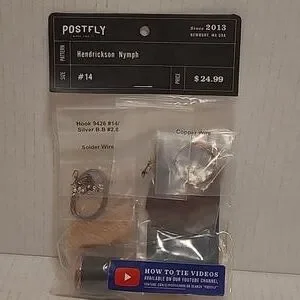 POSTFLY
Since 2013
NEWBURY, MA USA
PATTERN
Hendrickson Nymph
SIZE
#14
PRICE
$24.99
Hook 9426 #14/
Silver B.B #2.0
Copper Wire
Solder Wire
HOW TO TIE VIDEOS
AVAILABLE ON OUR YOUTUBE CHANNEL